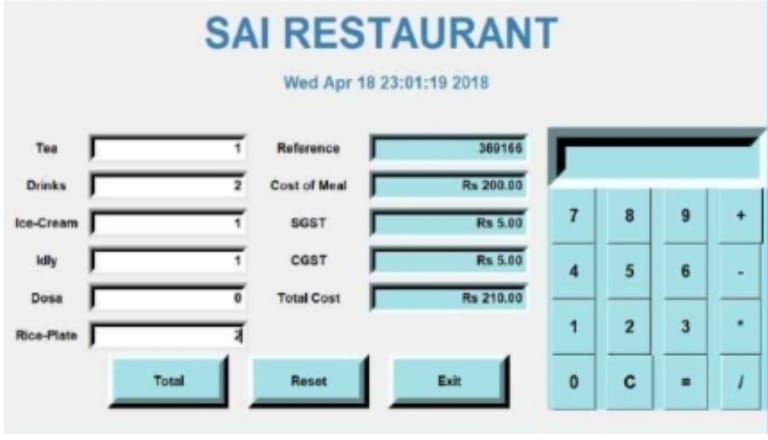 SAI RESTAURANT
Wed Apr 18 23:01:19 2018
Tea 1 Reference 369166
Drinks 2 Cost of Meal Rs 200.00
Ice-Cream 1 SGST Rs 5.00
Idly 1 CGST Rs 5.00
Dosa 0 Total Cost Rs 210.00
Rice-Plate 2
Total Reset Exit
7 8 9 +
4 5 6 -
1 2 3 *
0 C = /